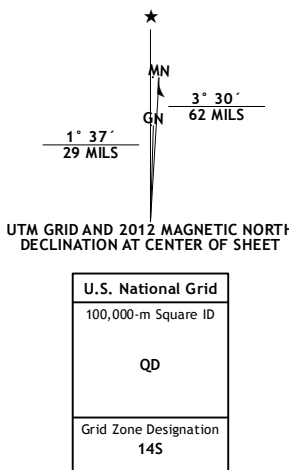 ★
MN
GN
3° 30´
62 MILS
1° 37´
29 MILS
UTM GRID AND 2012 MAGNETIC NORTH
DECLINATION AT CENTER OF SHEET
U.S. National Grid
100,000-m Square ID
QD
Grid Zone Designation
14S